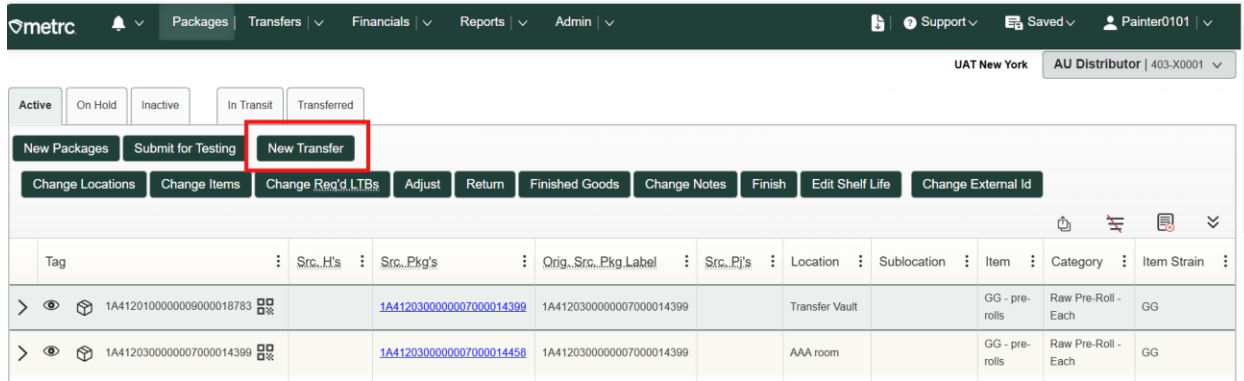 metrc Packages | Transfers | Financials | Reports | Admin | Support Saved Painter0101 |
UAT New York AU Distributor | 403-X0001
Active On Hold Inactive In Transit Transferred
New Packages Submit for Testing New Transfer
Change Locations Change Items Change Req'd LTBs Adjust Return Finished Goods Change Notes Finish Edit Shelf Life Change External Id
Tag Src. H's Src. Pkg's Orig. Src. Pkg Label Src. Pj's Location Sublocation Item Category Item Strain
1A4120100000009000018783 1A4120300000007000014399 1A4120300000007000014399 Transfer Vault GG - pre-rolls Raw Pre-Roll - Each GG
1A4120300000007000014399 1A4120300000007000014458 1A4120300000007000014399 AAA room GG - pre-rolls Raw Pre-Roll - Each GG